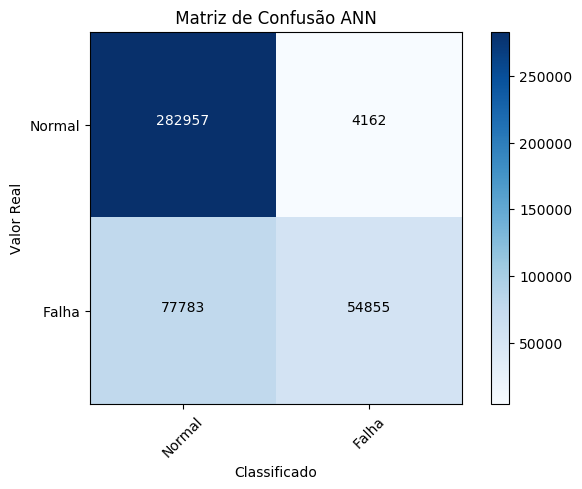 Matriz de Confusão ANN
Valor Real
Normal
282957
4162
Falha
77783
54855
Normal
Falha
Classificado
250000
200000
150000
100000
50000